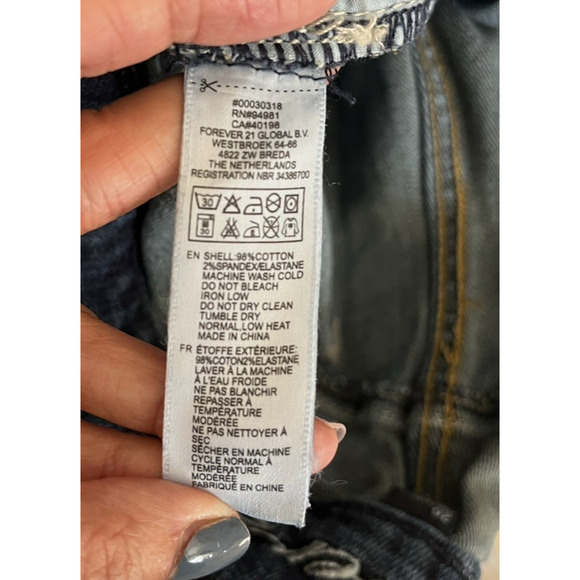 #00030318
RN#94981
CA#40198
FOREVER 21 GLOBAL B.V.
WESTBROEK 64-66
4822 ZW BREDA
THE NETHERLANDS
REGISTRATION NBR 34386700
30
30
EN SHELL:98%COTTON
2%SPANDEX/ELASTANE
MACHINE WASH COLD
DO NOT BLEACH
IRON LOW
DO NOT DRY CLEAN
TUMBLE DRY
NORMAL,LOW HEAT
MADE IN CHINA
FR ÉTOFFE EXTÉRIEURE:
98%COTON2%ELASTANE
LAVER À LA MACHINE
À L'EAU FROIDE
NE PAS BLANCHIR
REPASSER À
TEMPÉRATURE
MODÉRÉE
NE PAS NETTOYER À
SEC
SÉCHER EN MACHINE
CYCLE NORMAL À
TEMPÉRATURE
MODÉRÉE
FABRIQUÉ EN CHINE